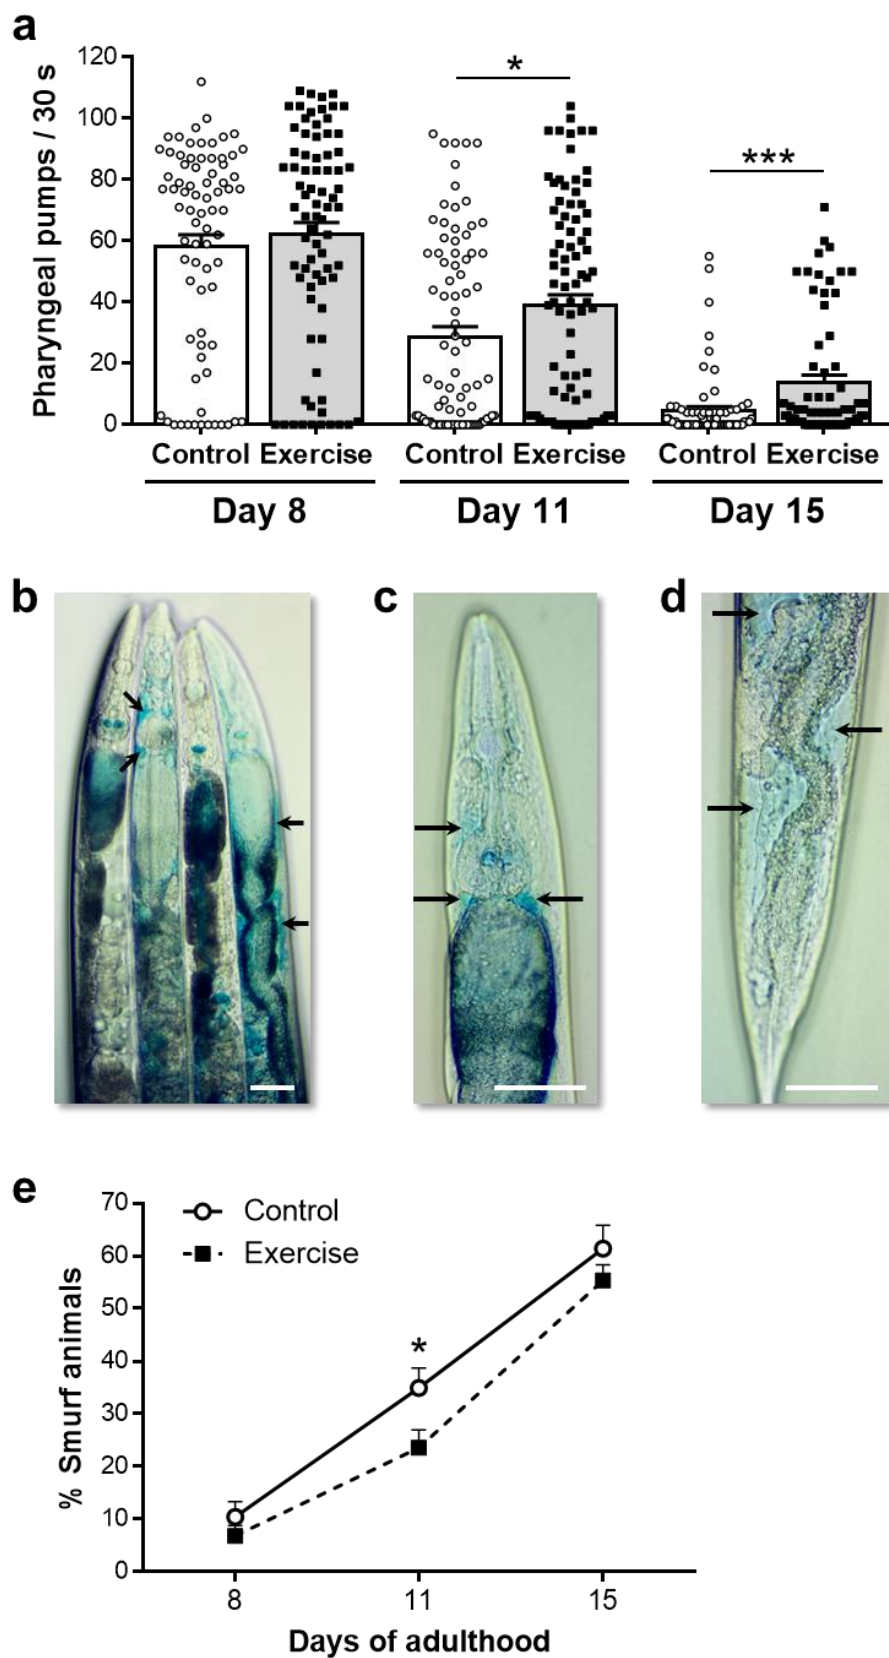 a
Pharyngeal pumps / 30 s
120
100
80
60
40
20
0
*
***
Control Exercise Control Exercise Control Exercise
Day 8 Day 11 Day 15
b c d
e
% Smurf animals
70
60
50
40
30
20
10
0
Control
Exercise
*
8 11 15
Days of adulthood